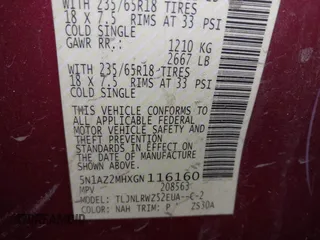 WITH 235/65R18 TIRES
18 X 7.5 RIMS AT 33 PSI
COLD SINGLE
GAWR RR.: 1210 KG
2667 LB
WITH 235/65R18 TIRES
18 X 7.5 RIMS AT 33 PSI
COLD SINGLE
THIS VEHICLE CONFORMS TO
ALL APPLICABLE FEDERAL
MOTOR VEHICLE SAFETY
AND THEFT PREVENTION
STANDARDS IN EFFECT ON
THE DATE OF MANUFACTURE
SHOWN ABOVE.
5N1AZ2MHXGN 116160
MPV 208563
TLJNLRWZ52EUA--C-2
COLOR: NAH TRIM: P ZS30A